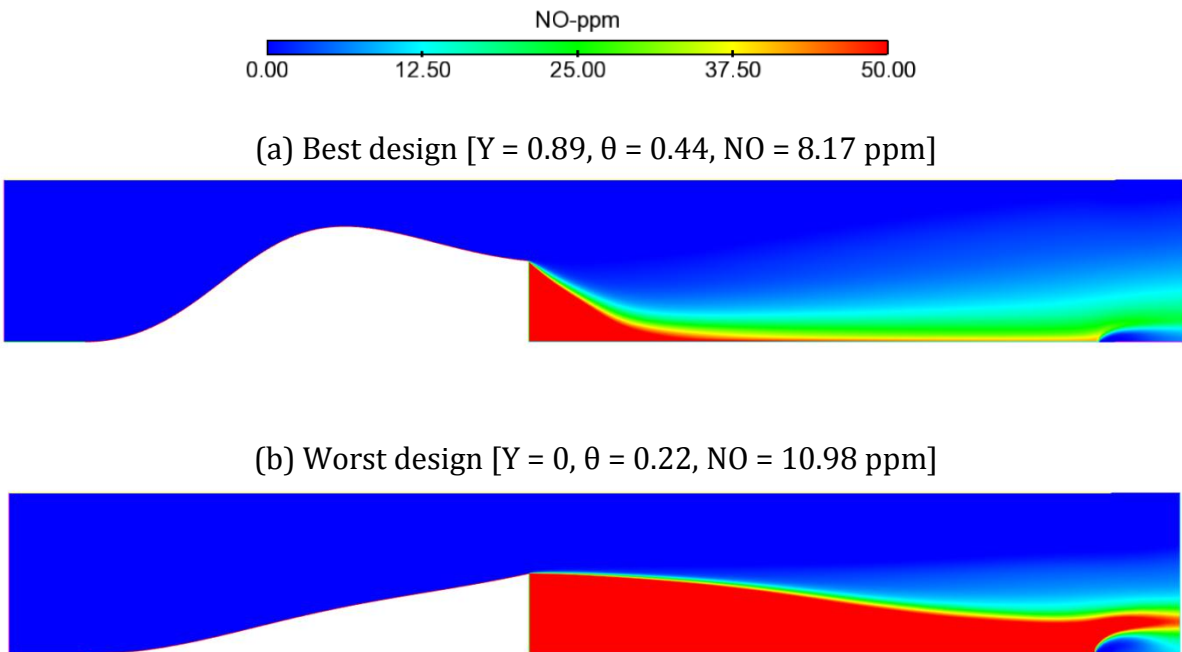 NO-ppm
0.00 12.50 25.00 37.50 50.00
(a) Best design [Y = 0.89, θ = 0.44, NO = 8.17 ppm]
(b) Worst design [Y = 0, θ = 0.22, NO = 10.98 ppm]